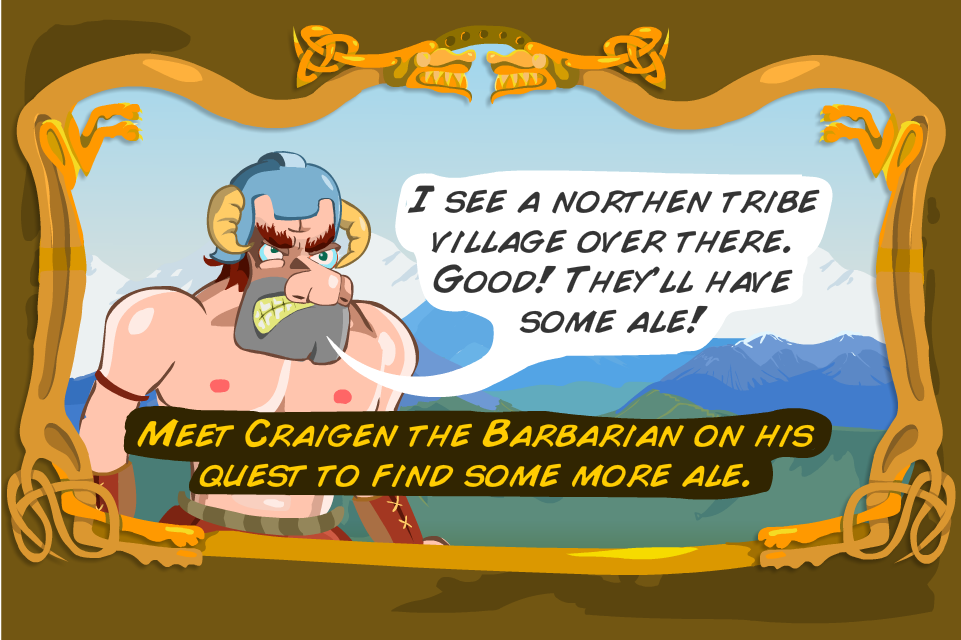 I see a northen tribe
village over there.
Good! They'll have
some ale!
Meet Craigen the Barbarian on his
quest to find some more ale.